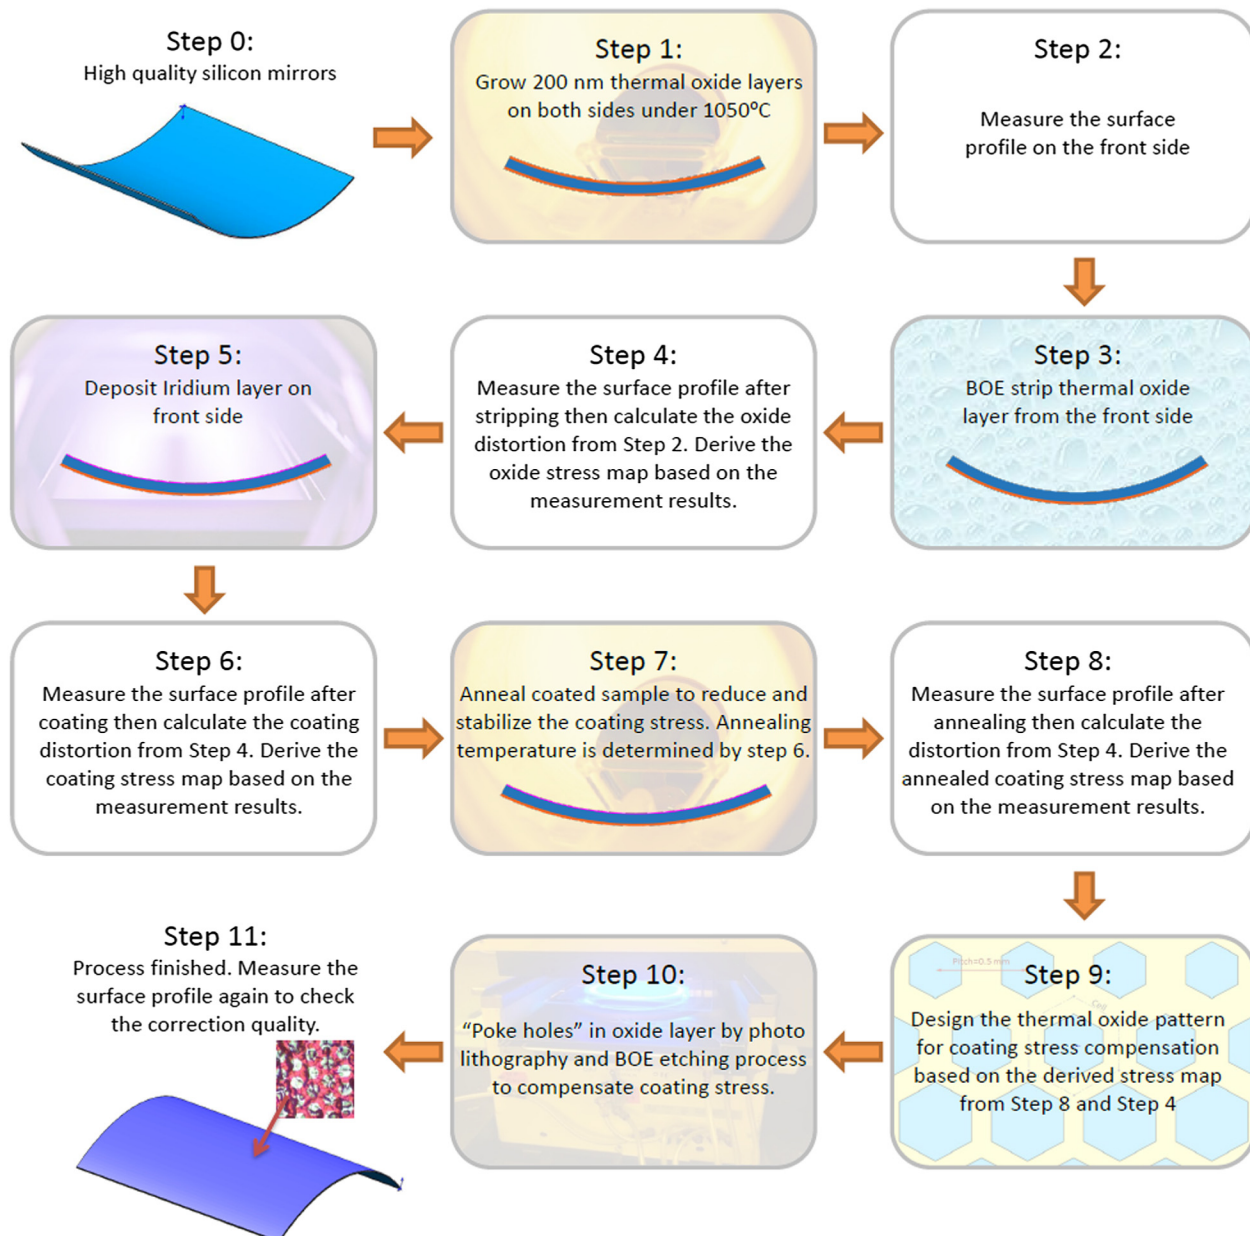 Step 0:
High quality silicon mirrors
Step 1:
Grow 200 nm thermal oxide layers
on both sides under 1050ºC
Step 2:
Measure the surface
profile on the front side
Step 3:
BOE strip thermal oxide
layer from the front side
Step 4:
Measure the surface profile after
stripping then calculate the oxide
distortion from Step 2. Derive the
oxide stress map based on the
measurement results.
Step 5:
Deposit Iridium layer on
front side
Step 6:
Measure the surface profile after
coating then calculate the coating
distortion from Step 4. Derive the
coating stress map based on the
measurement results.
Step 7:
Anneal coated sample to reduce and
stabilize the coating stress. Annealing
temperature is determined by step 6.
Step 8:
Measure the surface profile after
annealing then calculate the
distortion from Step 4. Derive the
annealed coating stress map based
on the measurement results.
Step 9:
Pitch=0.5 mm
Design the thermal oxide pattern
for coating stress compensation
based on the derived stress map
from Step 8 and Step 4
Step 10:
“Poke holes” in oxide layer by photo
lithography and BOE etching process
to compensate coating stress.
Step 11:
Process finished. Measure the
surface profile again to check
the correction quality.